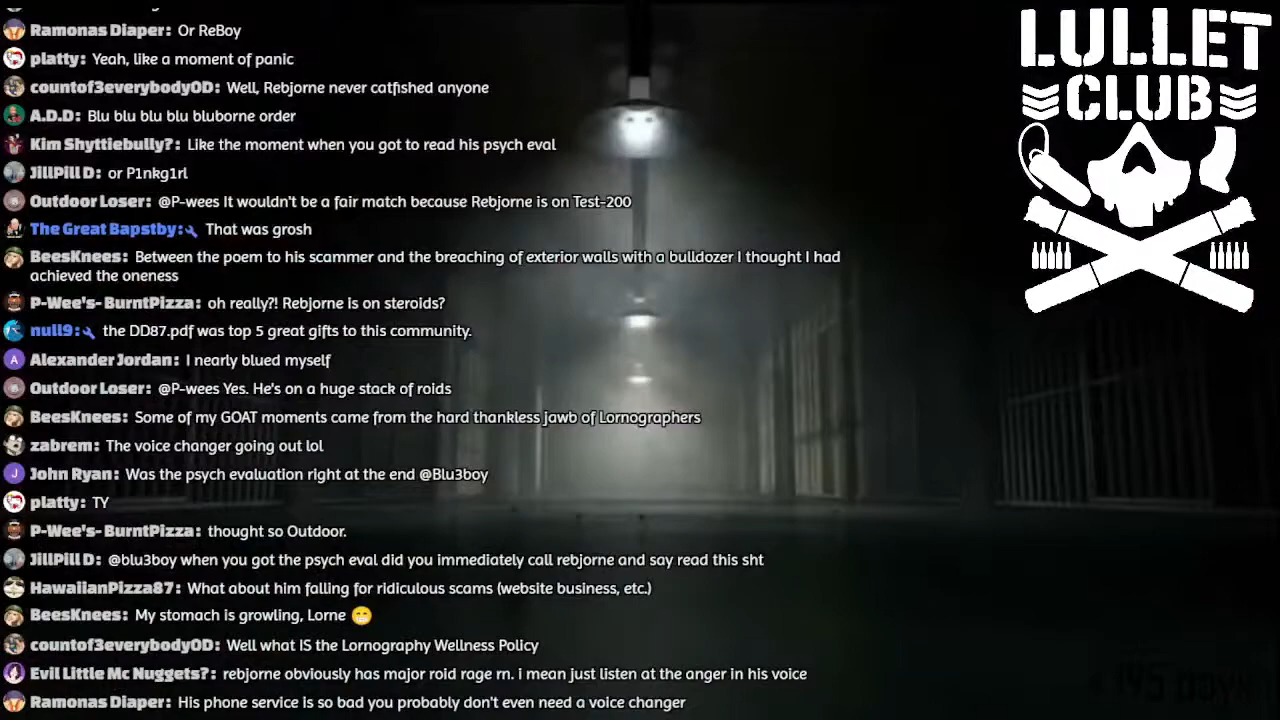 Ramonas Diaper: Or ReBoy
platty: Yeah, like a moment of panic
countof3everybodyOD: Well, Rebjorne never catfished anyone
A.D.D: Blu blu blu blu bluborne order
Kim Shyttiebully?: Like the moment when you got to read his psych eval
JillPill D: or P1nkg1rl
Outdoor Loser: @P-wees It wouldn't be a fair match because Rebjorne is on Test-200
The Great Bapstby: That was grosh
BeesKnees: Between the poem to his scammer and the breaching of exterior walls with a bulldozer I thought I had
achieved the oneness
P-Wee's- BurntPizza: oh really?! Rebjorne is on steroids?
null9: the DD87.pdf was top 5 great gifts to this community.
A Alexander Jordan: I nearly blued myself
Outdoor Loser: @P-wees Yes. He's on a huge stack of roids
BeesKnees: Some of my GOAT moments came from the hard thankless jawb of Lornographers
zabrem: The voice changer going out lol
J John Ryan: Was the psych evaluation right at the end @Blu3boy
platty: TY
P-Wee's- BurntPizza: thought so Outdoor.
JillPill D: @blu3boy when you got the psych eval did you immediately call rebjorne and say read this sht
HawaiianPizza87: What about him falling for ridiculous scams (website business, etc.)
BeesKnees: My stomach is growling, Lorne 😁
countof3everybodyOD: Well what IS the Lornography Wellness Policy
Evil Little Mc Nuggets?: rebjorne obviously has major roid rage rn. i mean just listen at the anger in his voice
Ramonas Diaper: His phone service is so bad you probably don't even need a voice changer
LULLET
CLUB
195 days